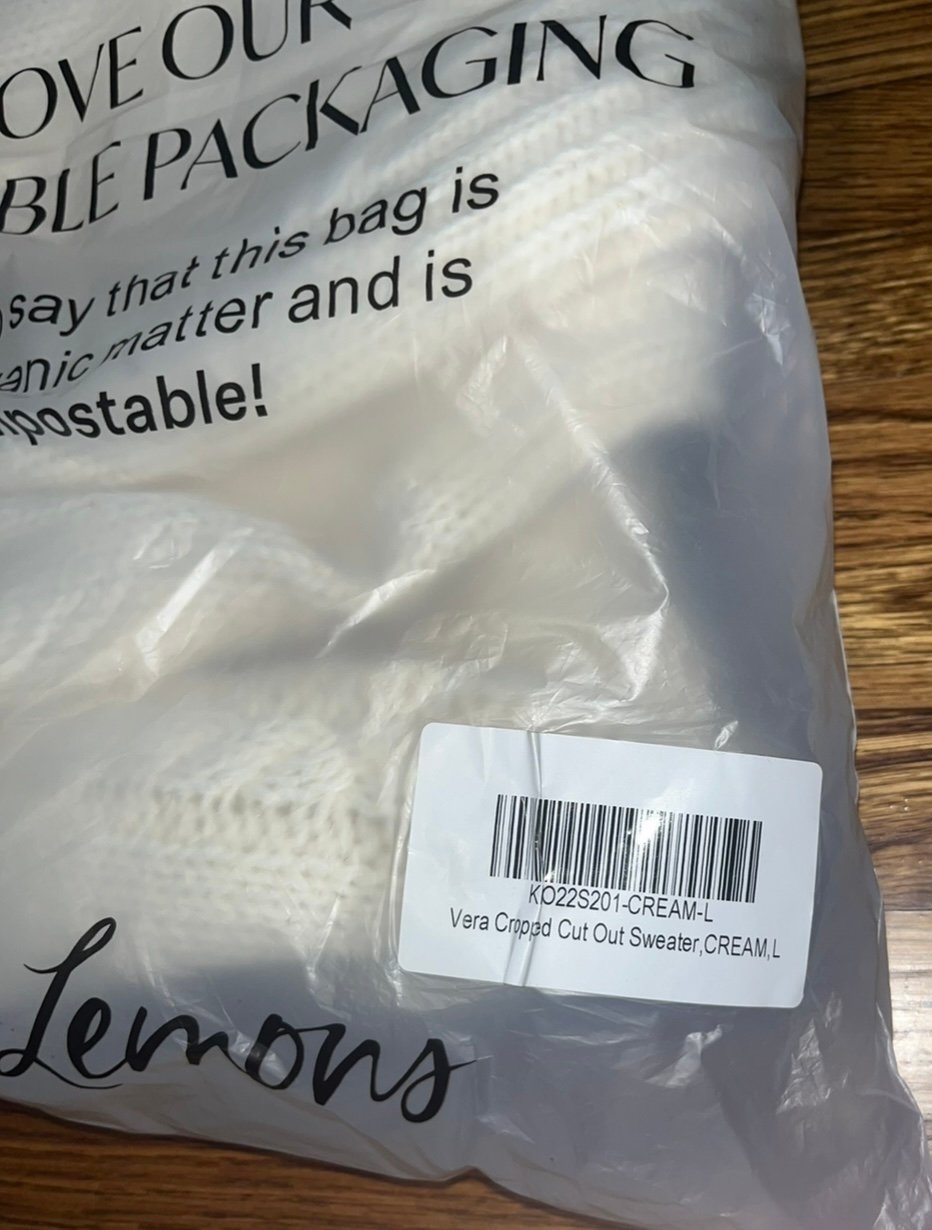 OVE OUR
BLE PACKAGING
say that this bag is
anic matter and is
mpostable!
KO22S201-CREAM-L
Vera Cropped Cut Out Sweater,CREAM,L
Lemons